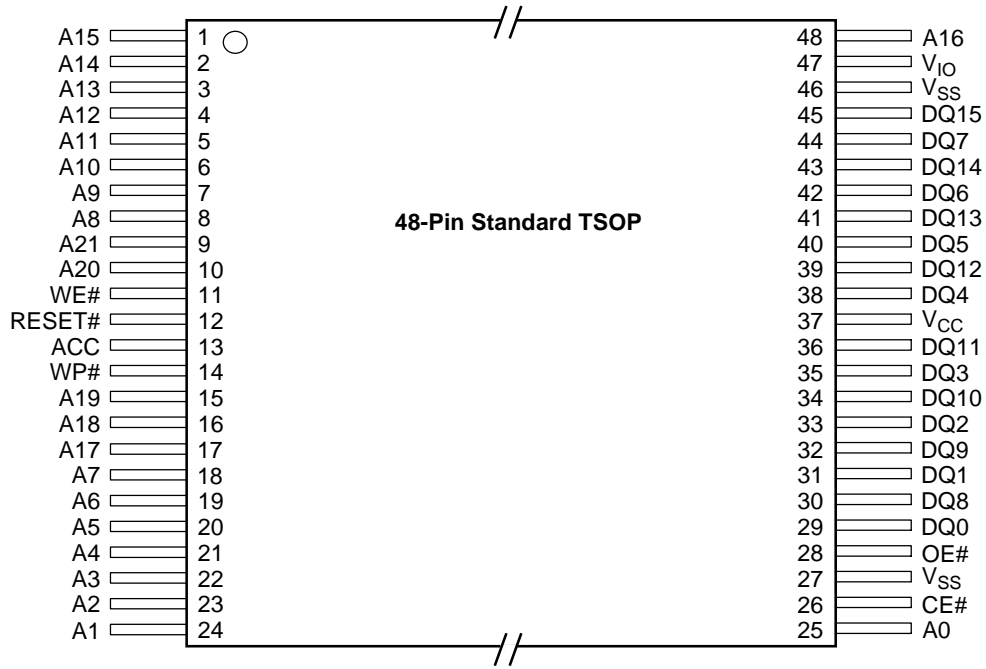 A15 1 48 A16
A14 2 47 VIO
A13 3 46 VSS
A12 4 45 DQ15
A11 5 44 DQ7
A10 6 43 DQ14
A9 7 42 DQ6
A8 8 48-Pin Standard TSOP 41 DQ13
A21 9 40 DQ5
A20 10 39 DQ12
WE# 11 38 DQ4
RESET# 12 37 VCC
ACC 13 36 DQ11
WP# 14 35 DQ3
A19 15 34 DQ10
A18 16 33 DQ2
A17 17 32 DQ9
A7 18 31 DQ1
A6 19 30 DQ8
A5 20 29 DQ0
A4 21 28 OE#
A3 22 27 VSS
A2 23 26 CE#
A1 24 25 A0